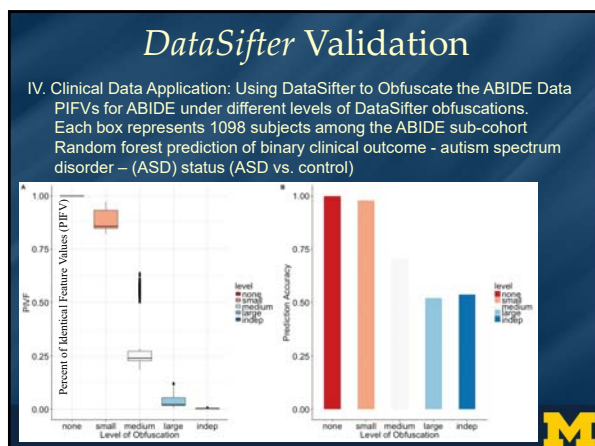 DataSifter Validation
IV. Clinical Data Application: Using DataSifter to Obfuscate the ABIDE Data
PIFVs for ABIDE under different levels of DataSifter obfuscations.
Each box represents 1098 subjects among the ABIDE sub-cohort
Random forest prediction of binary clinical outcome - autism spectrum
disorder – (ASD) status (ASD vs. control)
A
PIVF
Percent of Identical Feature Values (PIFV)
1.00
0.75
0.50
0.25
0.00
none small medium large indep
Level of Obfuscation
level
none
small
medium
large
indep
B
Prediction Accuracy
1.00
0.75
0.50
0.25
0.00
none small medium large indep
Level of Obfuscation
level
none
small
medium
large
indep
M